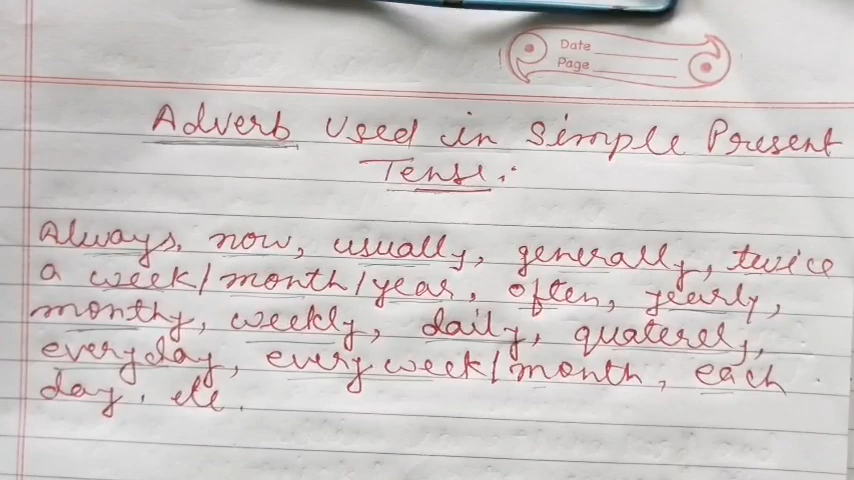 Date
Page
Adverb Used in Simple Present
Tense:
Always, now, usually, generally, twice
a week/month/year, often, yearly,
monthy, weekly, daily, quaterely,
everyday, every week/month, each
day, etc.